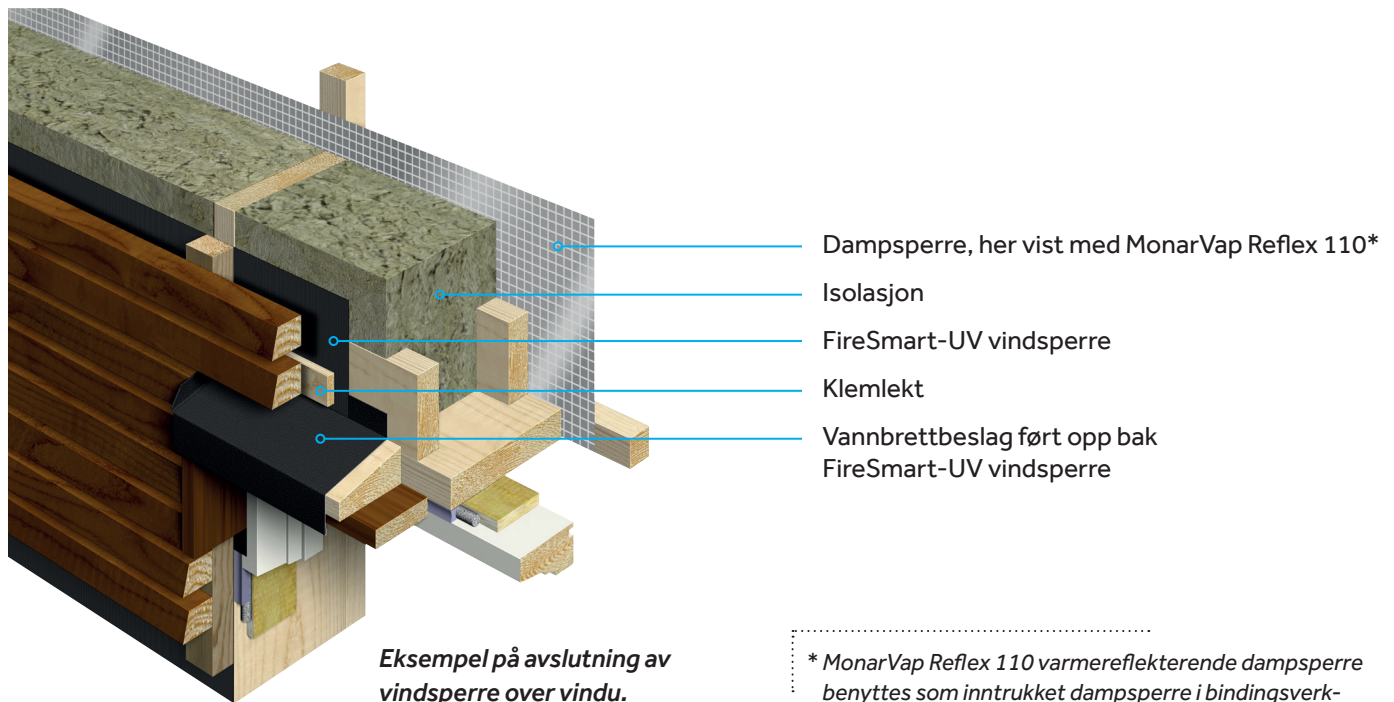 Dampsperre, her vist med MonarVap Reflex 110*
Isolasjon
FireSmart-UV vindsperre
Klemlekt
Vannbrettbeslag ført opp bak
FireSmart-UV vindsperre
Eksempel på avslutning av
vindsperre over vindu.
* MonarVap Reflex 110 varmereflekterende dampsperre
benyttes som inntrukket dampsperre i bindingsverk-